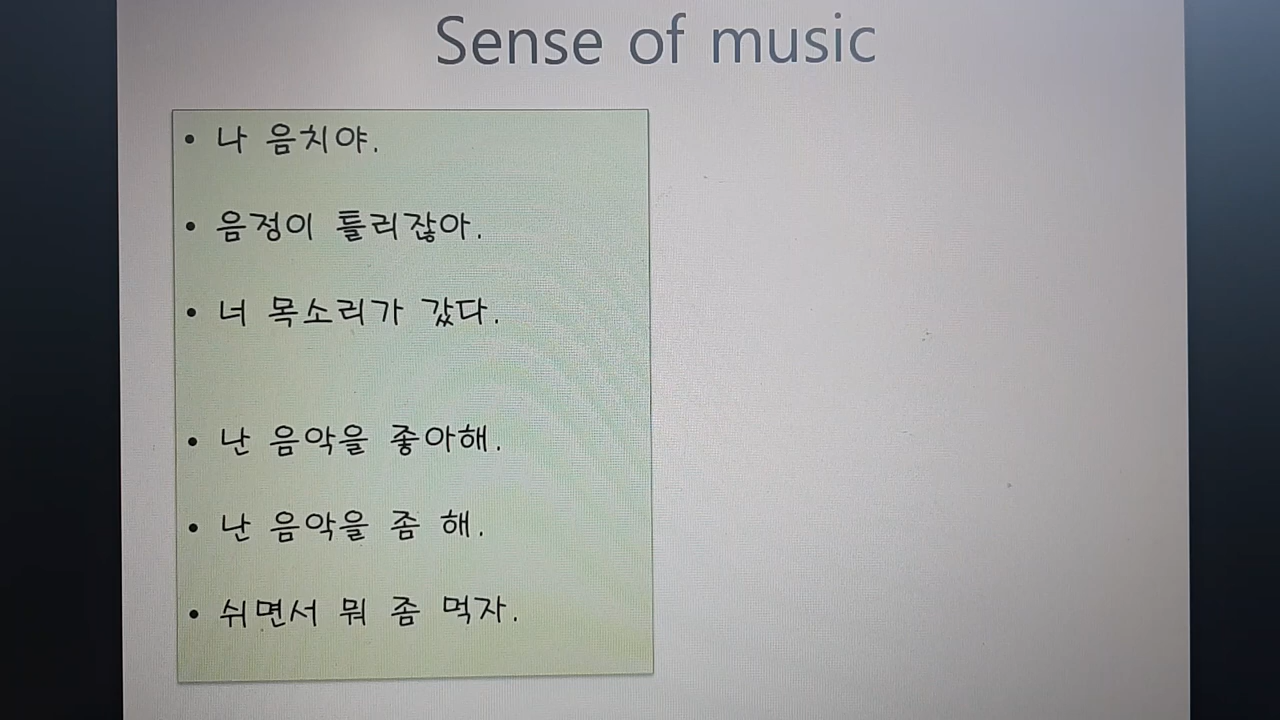 Sense of music
• 나 음치야.
• 음정이 틀리잖아.
• 너 목소리가 갔다.
• 난 음악을 좋아해.
• 난 음악을 좀 해.
• 쉬면서 뭐 좀 먹자.